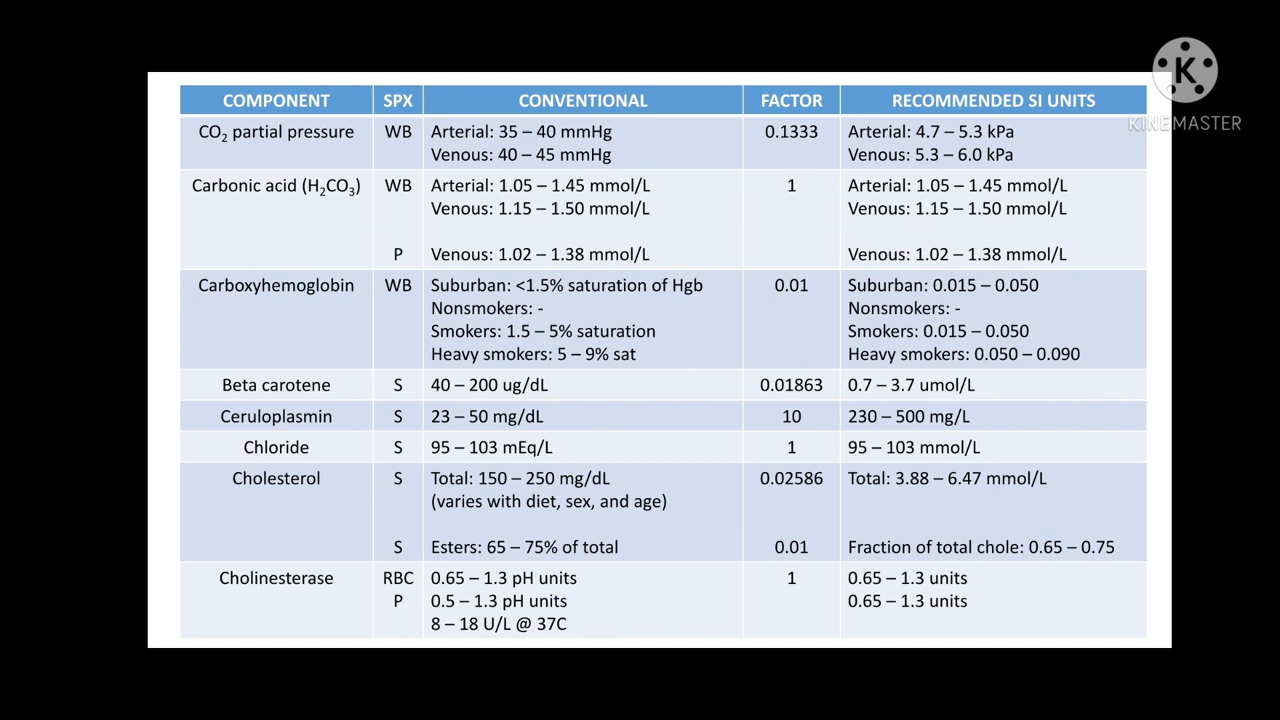 K
KINEMASTER
COMPONENT SPX CONVENTIONAL FACTOR RECOMMENDED SI UNITS
CO₂ partial pressure WB Arterial: 35 – 40 mmHg 0.1333 Arterial: 4.7 – 5.3 kPa
Venous: 40 – 45 mmHg Venous: 5.3 – 6.0 kPa
Carbonic acid (H₂CO₃) WB Arterial: 1.05 – 1.45 mmol/L 1 Arterial: 1.05 – 1.45 mmol/L
Venous: 1.15 – 1.50 mmol/L Venous: 1.15 – 1.50 mmol/L
P Venous: 1.02 – 1.38 mmol/L Venous: 1.02 – 1.38 mmol/L
Carboxyhemoglobin WB Suburban: <1.5% saturation of Hgb 0.01 Suburban: 0.015 – 0.050
Nonsmokers: - Nonsmokers: -
Smokers: 1.5 – 5% saturation Smokers: 0.015 – 0.050
Heavy smokers: 5 – 9% sat Heavy smokers: 0.050 – 0.090
Beta carotene S 40 – 200 ug/dL 0.01863 0.7 – 3.7 umol/L
Ceruloplasmin S 23 – 50 mg/dL 10 230 – 500 mg/L
Chloride S 95 – 103 mEq/L 1 95 – 103 mmol/L
Cholesterol S Total: 150 – 250 mg/dL 0.02586 Total: 3.88 – 6.47 mmol/L
(varies with diet, sex, and age)
S Esters: 65 – 75% of total 0.01 Fraction of total chole: 0.65 – 0.75
Cholinesterase RBC 0.65 – 1.3 pH units 1 0.65 – 1.3 units
P 0.5 – 1.3 pH units 0.65 – 1.3 units
8 – 18 U/L @ 37C